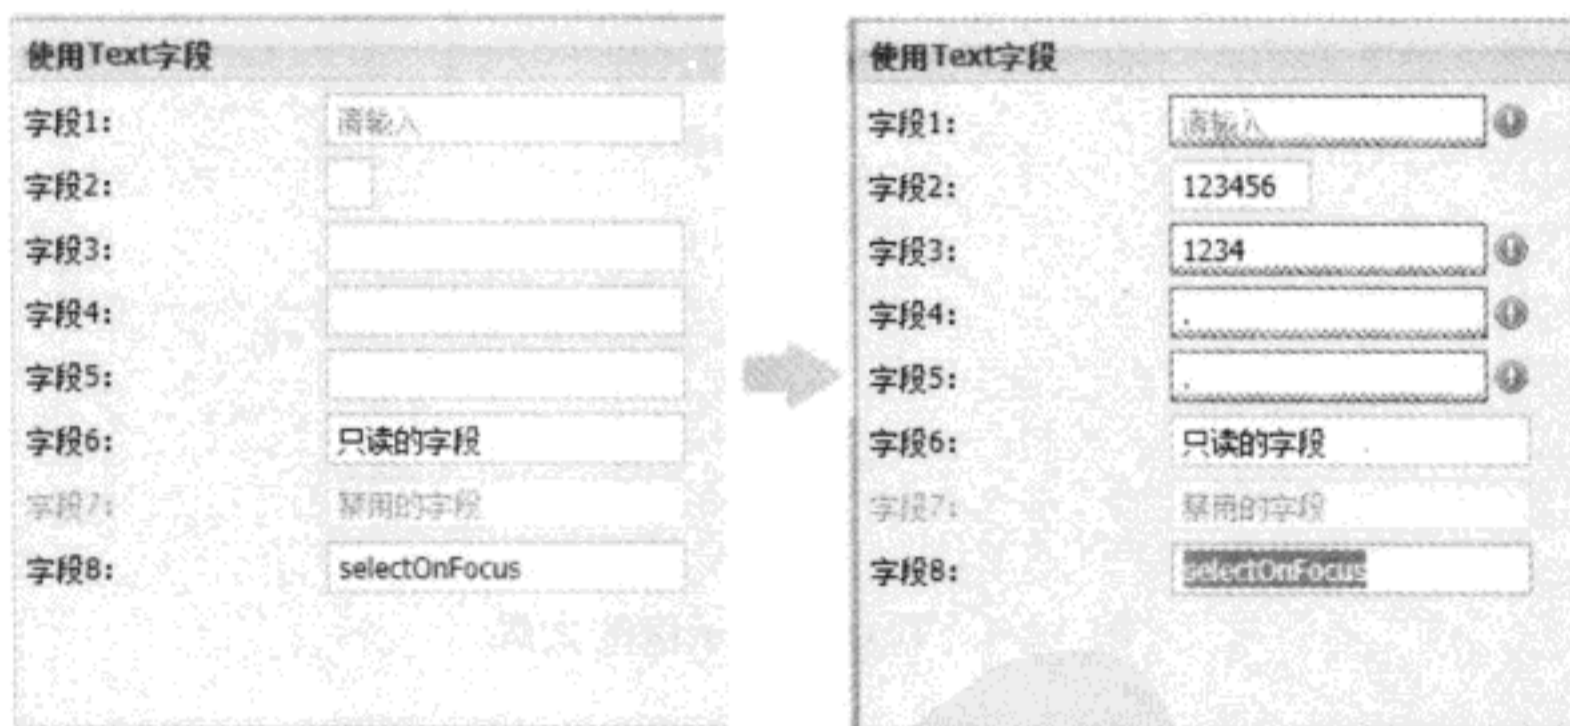 使用Text字段
字段1: 请输入
字段2:
字段3:
字段4:
字段5:
字段6: 只读的字段
字段7: 禁用的字段
字段8: selectOnFocus
使用Text字段
字段1: 请输入
字段2: 123456
字段3: 1234
字段4: .
字段5: .
字段6: 只读的字段
字段7: 禁用的字段
字段8: selectOnFocus